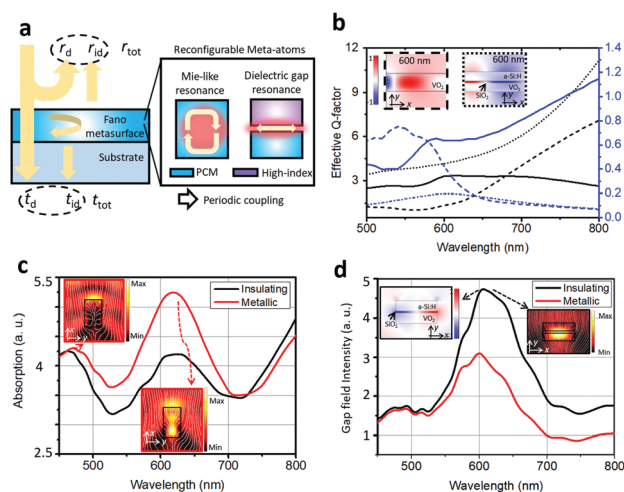 a
r_d r_id r_tot
Fano
metasurface
Substrate
t_d t_id t_tot
Reconfigurable Meta-atoms
Mie-like
resonance
Dielectric gap
resonance
PCM
High-index
Periodic coupling
b
Effective Q-factor
12
9
6
3
1.4
1.2
1.0
0.8
0.6
0.4
0.2
0.0
600 nm
VO₂
y
x
600 nm
a-Si:H
VO₂
SiO₂
y
x
1
500 550 600 650 700 750 800
Wavelength (nm)
c
Absorption (a. u.)
5.5
4
2.5
Max
Min
x
y
Insulating
Metallic
Max
Min
x
y
500 600 700 800
Wavelength (nm)
d
Gap field Intensity (a. u.)
5
4
3
2
1
a-Si:H
SiO₂
VO₂
y
x
Insulating
Metallic
Max
Min
y
x
500 600 700 800
Wavelength (nm)